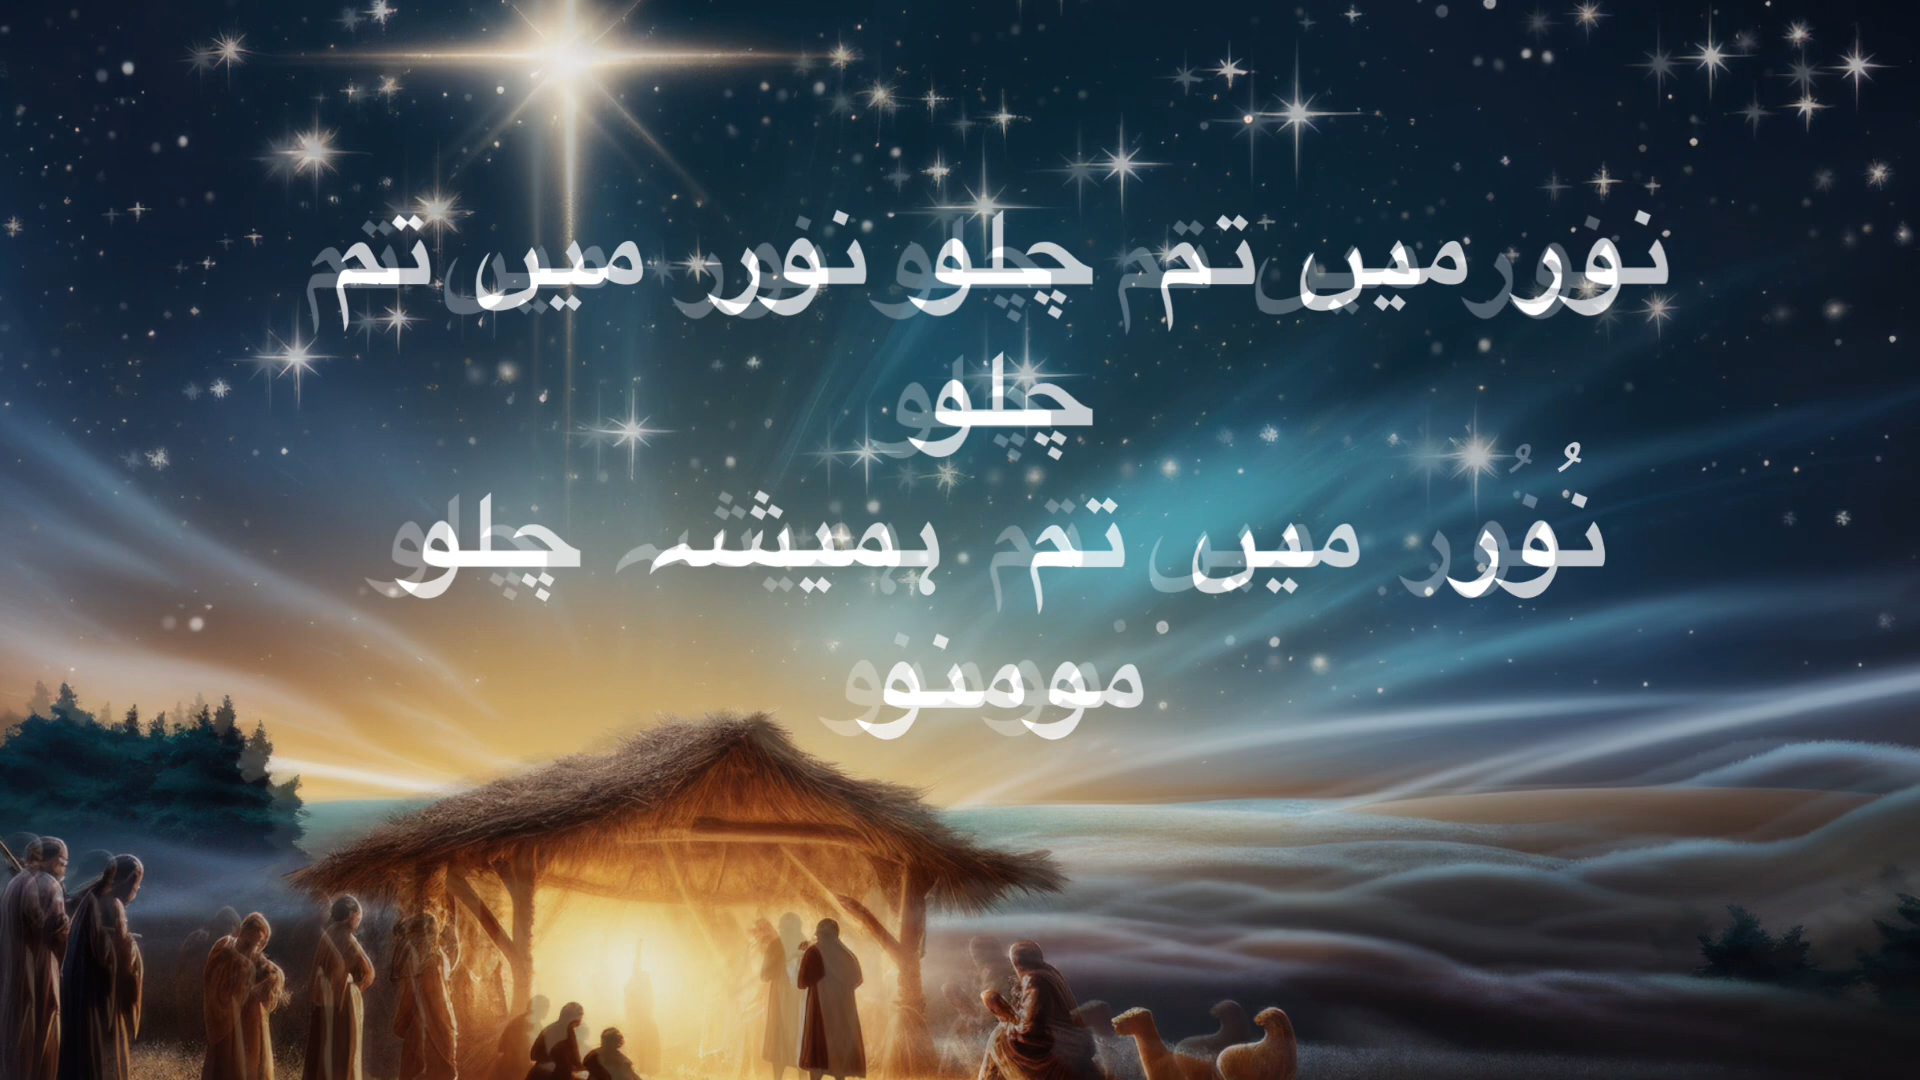 نور میں تم چلو نور میں تم
چلو
نُور میں تم ہمیشہ چلو
مومنو